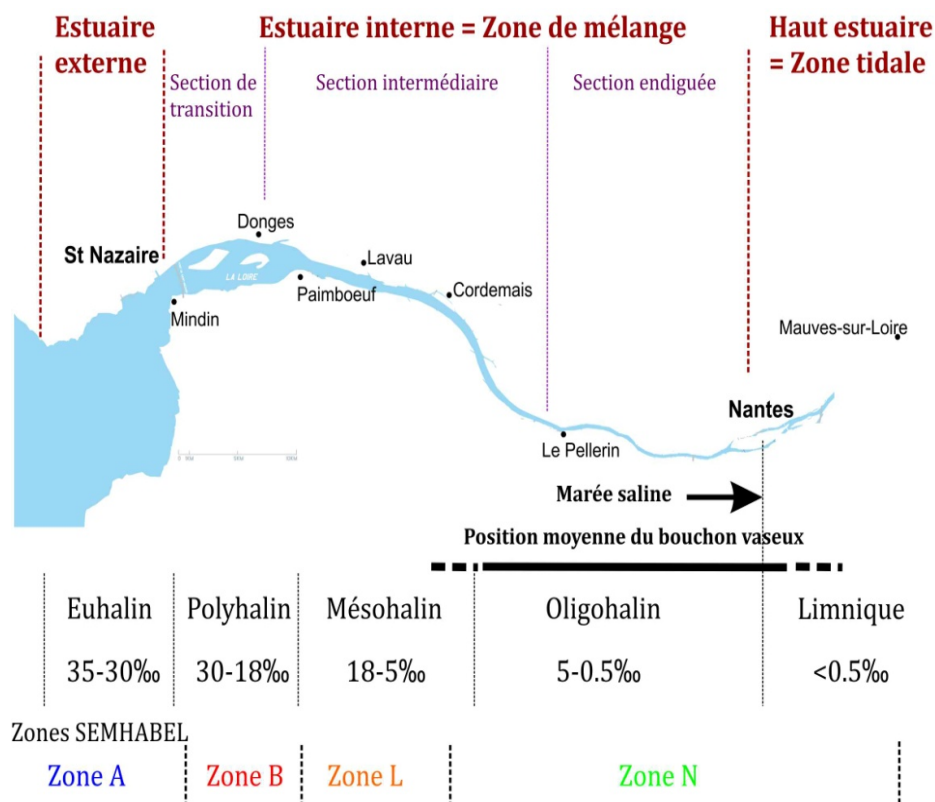 Estuaire externe
Estuaire interne = Zone de mélange
Haut estuaire = Zone tidale
Section de transition
Section intermédiaire
Section endiguée
Donges
St Nazaire
Lavau
LA LOIRE
Paimboeuf
Cordemais
Mindin
Mauves-sur-Loire
Nantes
Le Pellerin
Marée saline
Position moyenne du bouchon vaseux
Euhalin
Polyhalin
Mésohalin
Oligohalin
Limnique
35-30‰
30-18‰
18-5‰
5-0.5‰
<0.5‰
Zones SEMHABEL
Zone A
Zone B
Zone L
Zone N